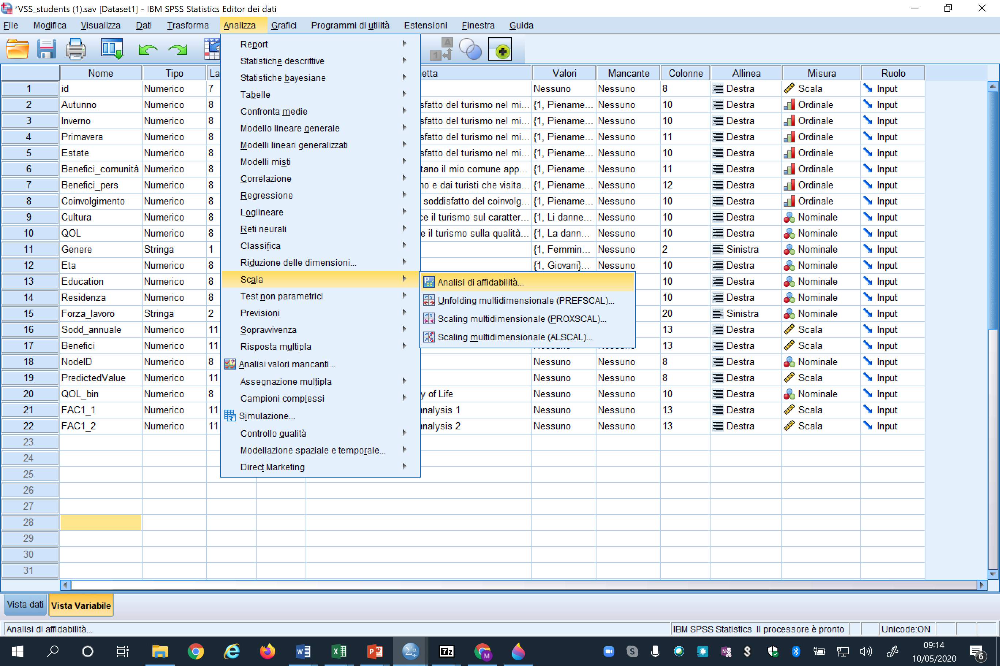 *VSS_students (1).sav [Dataset1] - IBM SPSS Statistics Editor dei dati
File Modifica Visualizza Dati Trasforma Analizza Grafici Programmi di utilità Estensioni Finestra Guida
Nome Tipo La etta Valori Mancante Colonne Allinea Misura Ruolo
1 id Numerico 7 Nessuno Nessuno 8 Destra Scala Input
2 Autunno Numerico 8 sfatto del turismo nel mi... {1, Piename... Nessuno 10 Destra Ordinale Input
3 Inverno Numerico 8 sfatto del turismo nel mi... {1, Piename... Nessuno 10 Destra Ordinale Input
4 Primavera Numerico 8 sfatto del turismo nel mi... {1, Piename... Nessuno 11 Destra Ordinale Input
5 Estate Numerico 8 sfatto del turismo nel mi... {1, Piename... Nessuno 10 Destra Ordinale Input
6 Benefici_comunità Numerico 8 tano il mio comune app... {1, Piename... Nessuno 11 Destra Ordinale Input
7 Benefici_pers Numerico 8 no e dai turisti che visita... {1, Piename... Nessuno 12 Destra Ordinale Input
8 Coinvolgimento Numerico 8 soddisfatto del coinvolg... {1, Piename... Nessuno 10 Destra Ordinale Input
9 Cultura Numerico 8 ce il turismo sul caratter... {1, Li danne... Nessuno 10 Destra Nominale Input
10 QOL Numerico 8 e il turismo sulla qualità... {1, La dann... Nessuno 10 Destra Nominale Input
11 Genere Stringa 1 {1, Femmin... Nessuno 2 Sinistra Nominale Input
12 Eta Numerico 8 {1, Giovani}... Nessuno 10 Destra Nominale Input
13 Education Numerico 8 10 Destra Nominale Input
14 Residenza Numerico 8 10 Destra Nominale Input
15 Forza_lavoro Stringa 2 20 Sinistra Nominale Input
16 Sodd_annuale Numerico 11 13 Destra Scala Input
17 Benefici Numerico 11 13 Destra Scala Input
18 NodeID Numerico 8 Nessuno Nessuno 8 Destra Nominale Input
19 PredictedValue Numerico 11 Nessuno Nessuno 8 Destra Scala Input
20 QOL_bin Numerico 8 y of Life Nessuno Nessuno 10 Destra Nominale Input
21 FAC1_1 Numerico 11 analysis 1 Nessuno Nessuno 13 Destra Scala Input
22 FAC1_2 Numerico 11 analysis 2 Nessuno Nessuno 13 Destra Scala Input
23
24
25
26
27
28
29
30
31
Report
Statistiche descrittive
Statistiche bayesiane
Tabelle
Confronta medie
Modello lineare generale
Modelli lineari generalizzati
Modelli misti
Correlazione
Regressione
Loglineare
Reti neurali
Classifica
Riduzione delle dimensioni...
Scala
Test non parametrici
Previsioni
Sopravvivenza
Risposta multipla
Analisi valori mancanti...
Assegnazione multipla
Campioni complessi
Simulazione...
Controllo qualità
Modellazione spaziale e temporale...
Direct Marketing
Analisi di affidabilità...
Unfolding multidimensionale (PREFSCAL)...
Scaling multidimensionale (PROXSCAL)...
Scaling multidimensionale (ALSCAL)...
Vista dati Vista Variabile
Analisi di affidabilità... IBM SPSS Statistics Il processore è pronto Unicode:ON
09:14
10/05/2020
6